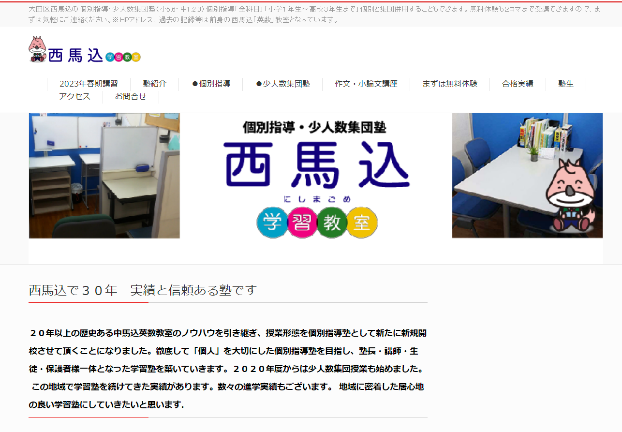 西馬込 学習教室
2023年春期講習 塾紹介 ●個別指導 ●少人数集団塾 作文・小論文講座 まずは無料体験 合格実績 塾生
アクセス お問合せ
個別指導・少人数集団塾
西馬込
にしまごめ
学習教室
西馬込で３０年 実績と信頼ある塾です
２０年以上の歴史ある中馬込英数教室のノウハウを引き継ぎ、授業形態を個別指導塾として新たに新規開
校させて頂くことになりました。徹底して「個人」を大切にした個別指導塾を目指し、塾長・講師・生
徒・保護者様一体となった学習塾を築いていきます。２０２０年度からは少人数集団授業も始めました。
この地域で学習塾を続けてきた実績があります。数々の進学実績もございます。 地域に密着した居心地
の良い学習塾にしていきたいと思います.